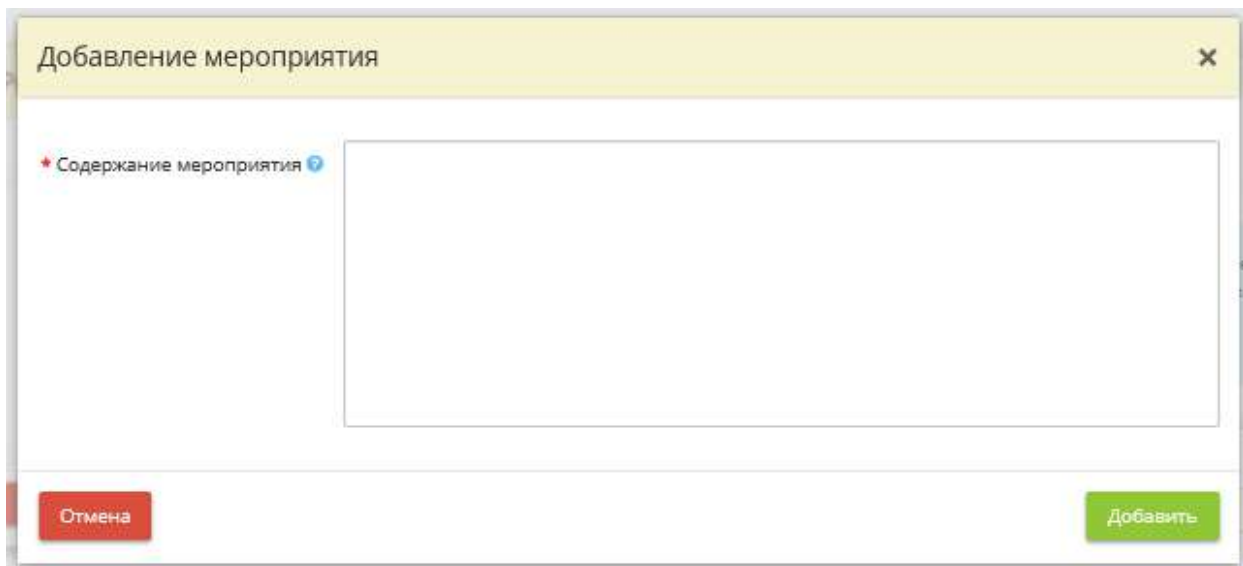 Добавление мероприятия
* Содержание мероприятия
Отмена
Добавить